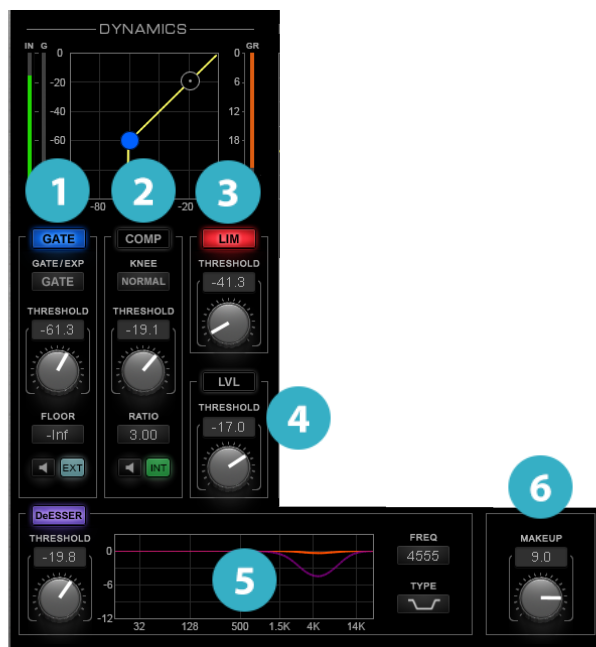 DYNAMICS
IN G 0 0 GR
-20 6
-40 12
-60 18
-80 -20
1 2 3
GATE COMP LIM
GATE/EXP KNEE THRESHOLD
GATE NORMAL -41.3
THRESHOLD THRESHOLD
-61.3 -19.1
LVL
FLOOR RATIO THRESHOLD
-Inf 3.00 -17.0
4
EXT INT
6
DeESSER
THRESHOLD FREQ MAKEUP
-19.8 0 4555 9.0
5
-6 TYPE
-12
32 128 500 1.5K 4K 14K